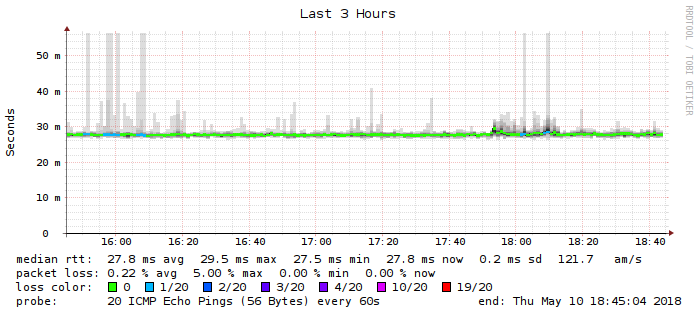 Last 3 Hours
RRDTOOL / TOBI OETIKER
Seconds
50 m
40 m
30 m
20 m
10 m
0
16:00 16:20 16:40 17:00 17:20 17:40 18:00 18:20 18:40
median rtt: 27.8 ms avg 29.5 ms max 27.5 ms min 27.8 ms now 0.2 ms sd 121.7 am/s
packet loss: 0.22 % avg 5.00 % max 0.00 % min 0.00 % now
loss color: 0 1/20 2/20 3/20 4/20 10/20 19/20
probe: 20 ICMP Echo Pings (56 Bytes) every 60s end: Thu May 10 18:45:04 2018